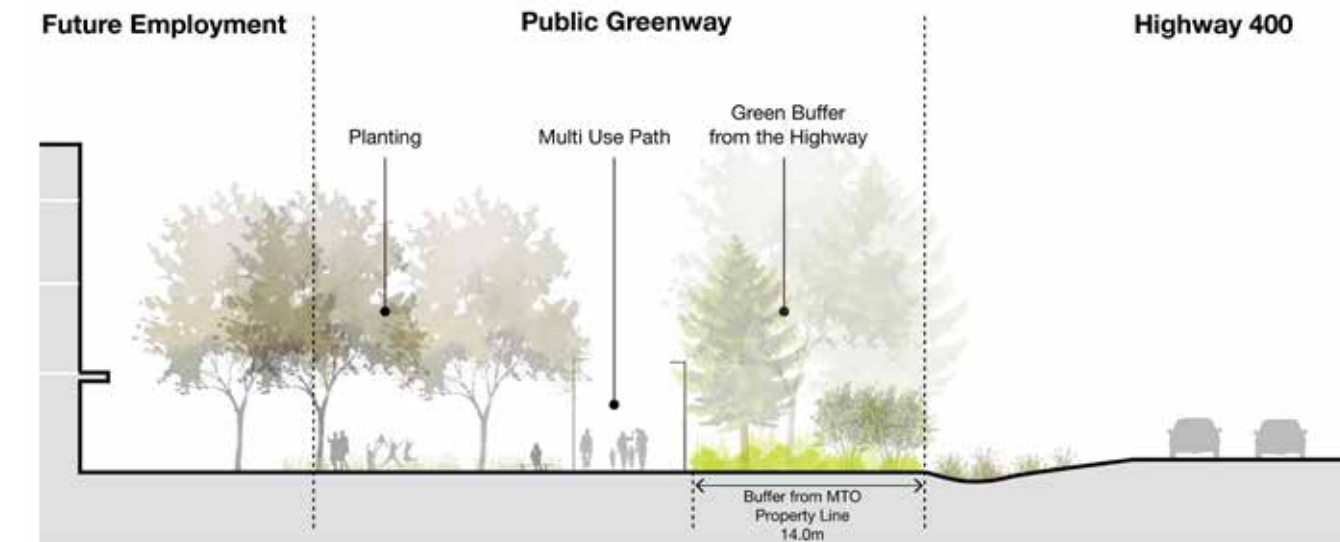 Future Employment
Public Greenway
Highway 400
Planting
Multi Use Path
Green Buffer
from the Highway
Buffer from MTO
Property Line
14.0m